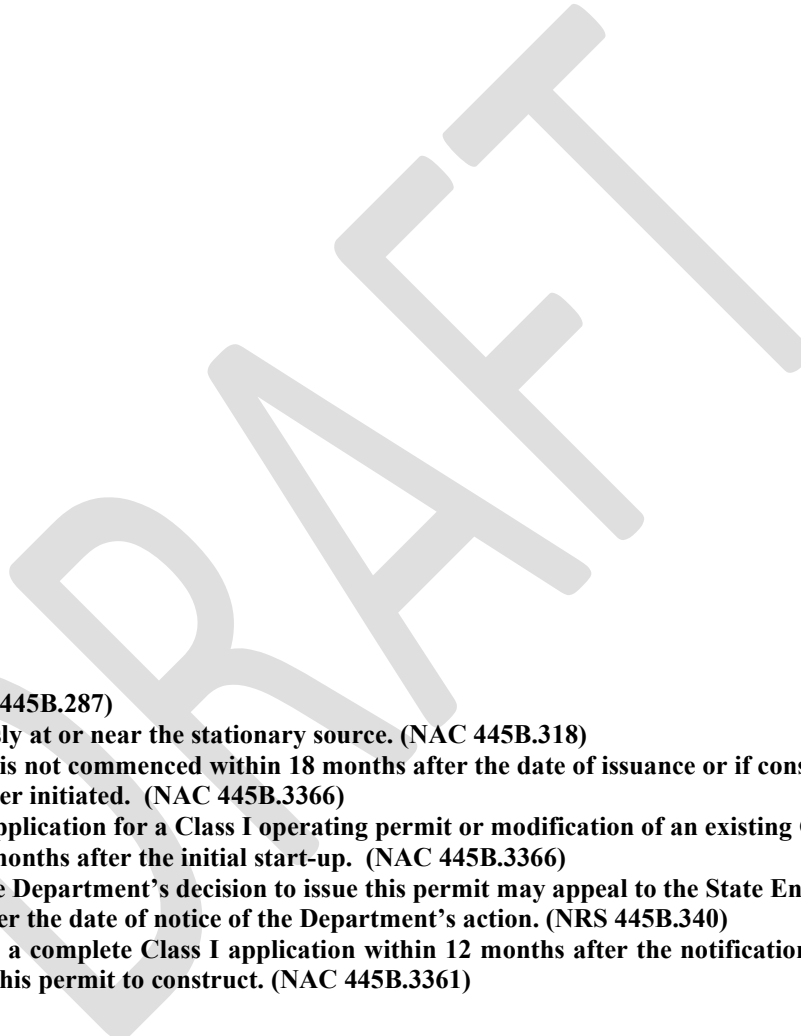 DRAFT
445B.287)
sly at or near the stationary source. (NAC 445B.318)
is not commenced within 18 months after the date of issuance or if cons
er initiated.  (NAC 445B.3366)
pplication for a Class I operating permit or modification of an existing
months after the initial start-up.  (NAC 445B.3366)
e Department’s decision to issue this permit may appeal to the State En
er the date of notice of the Department’s action. (NRS 445B.340)
a complete Class I application within 12 months after the notification
his permit to construct. (NAC 445B.3361)